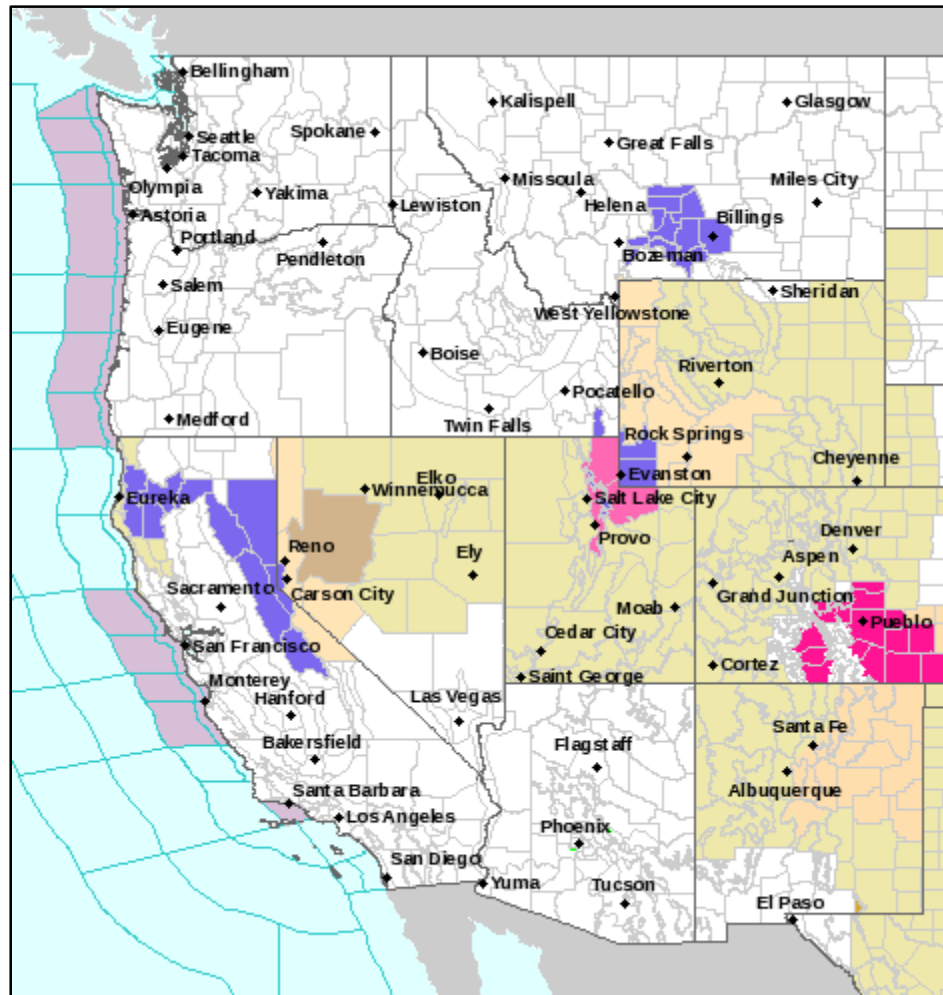 Bellingham
Kalispell
Glasgow
Seattle
Spokane
Great Falls
Tacoma
Olympia
Yakima
Missoula
Miles City
Lewiston
Helena
Astoria
Billings
Portland
Pendleton
Bozeman
Salem
Sheridan
West Yellowstone
Eugene
Boise
Riverton
Pocatello
Medford
Twin Falls
Rock Springs
Cheyenne
Elko
Winnemucca
Evanston
Eureka
Salt Lake City
Provo
Denver
Reno
Ely
Aspen
Sacramento
Carson City
Grand Junction
Moab
Pueblo
San Francisco
Cedar City
Cortez
Saint George
Monterey
Hanford
Las Vegas
Santa Fe
Bakersfield
Flagstaff
Albuquerque
Santa Barbara
Los Angeles
Phoenix
San Diego
Yuma
Tucson
El Paso